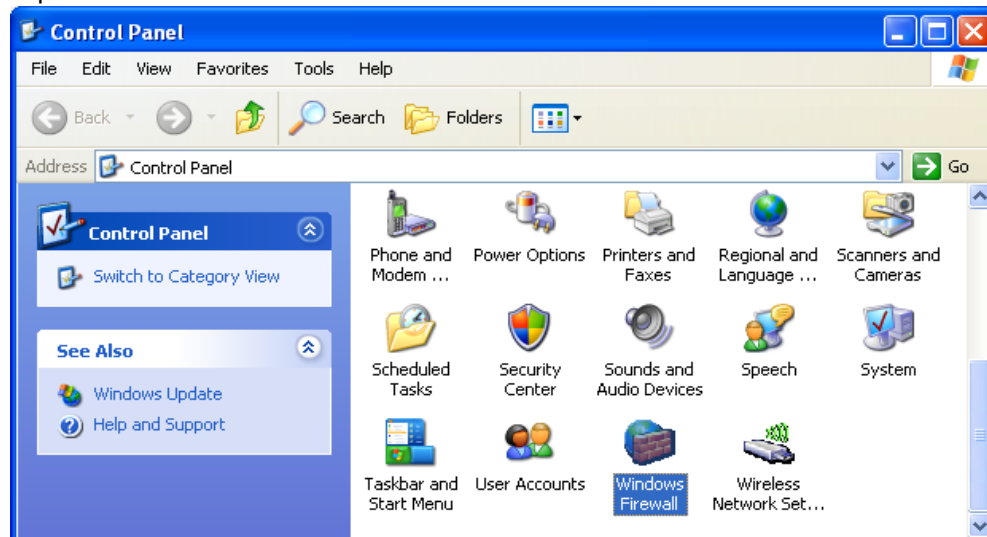 Control Panel
File Edit View Favorites Tools Help
Back Search Folders
Address Control Panel Go
Control Panel
Switch to Category View
See Also
Windows Update
Help and Support
Phone and Modem ...
Power Options
Printers and Faxes
Regional and Language ...
Scanners and Cameras
Scheduled Tasks
Security Center
Sounds and Audio Devices
Speech
System
Taskbar and Start Menu
User Accounts
Windows Firewall
Wireless Network Set...